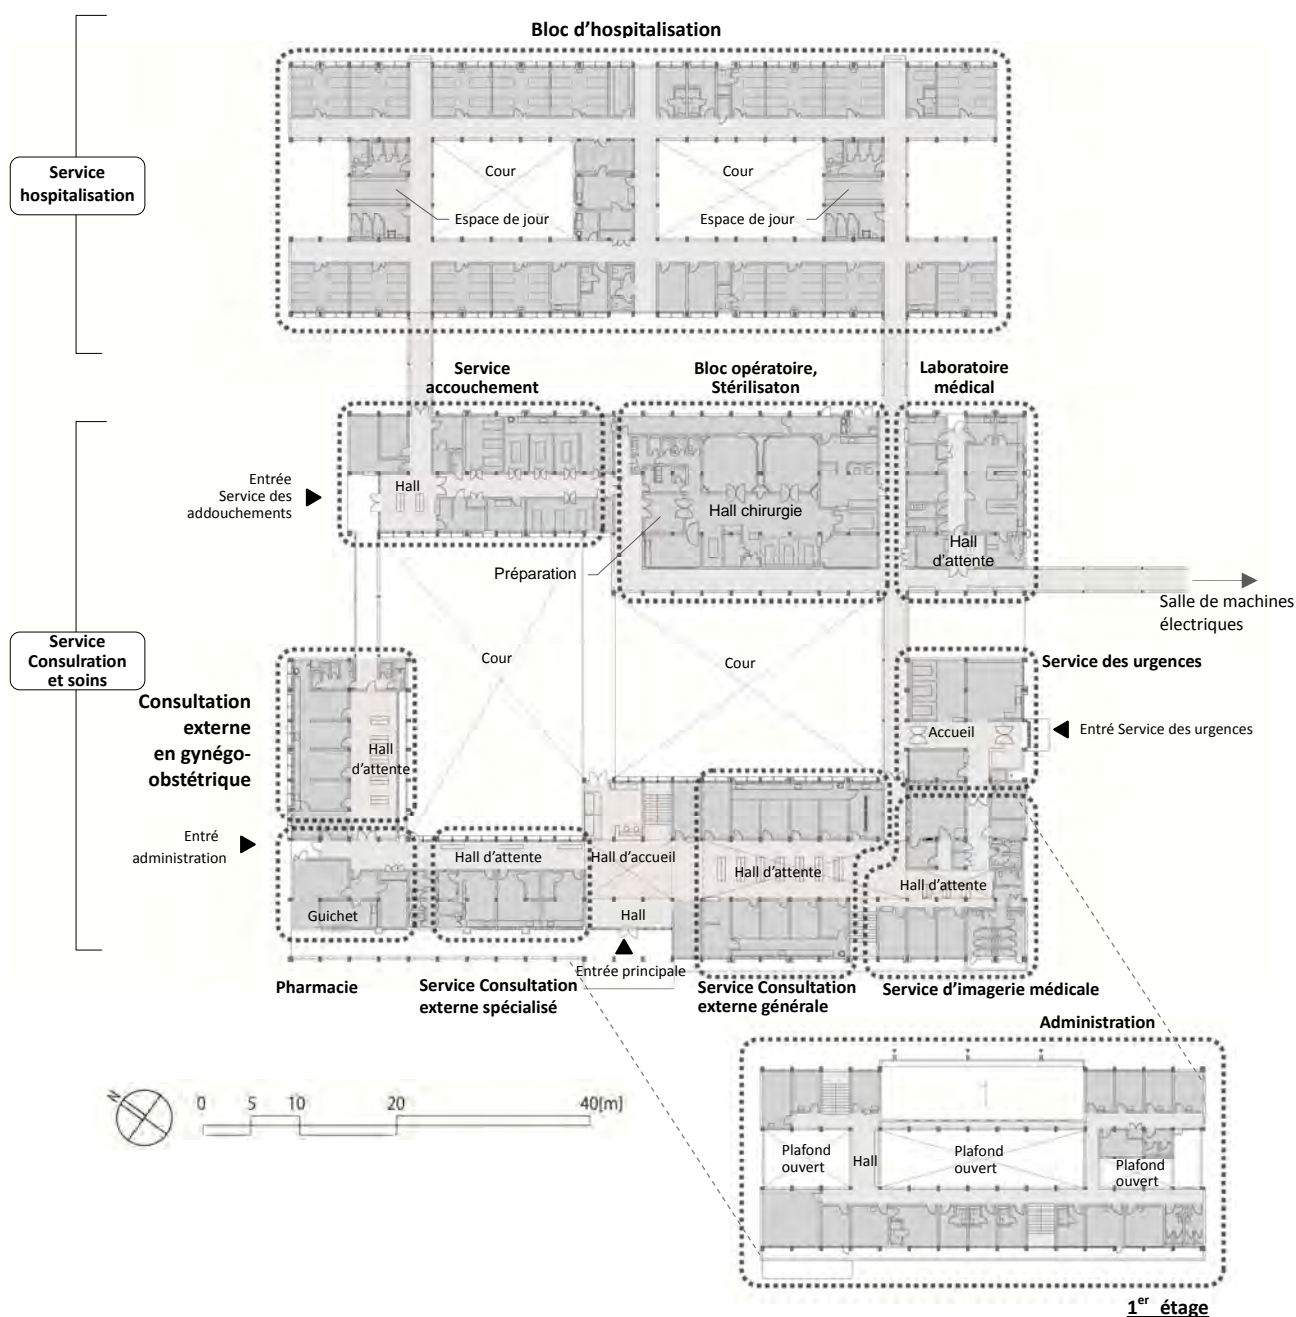 Bloc d'hospitalisation
Service
hospitalisation
Cour
Cour
Espace de jour
Espace de jour
Service
accouchement
Bloc opératoire,
Stérilisaton
Laboratoire
médical
Entrée
Service des
addouchements
Hall
Hall chirurgie
Hall
d'attente
Préparation
Salle de machines
électriques
Service
Consulration
et soins
Cour
Cour
Service des urgences
Consultation
externe
en gynégo-
obstétrique
Hall
d'attente
Accueil
Entré Service des urgences
Entré
administration
Hall d'attente
Hall d'accueil
Hall d'attente
Hall d'attente
Guichet
Hall
Entrée principale
Pharmacie
Service Consultation
externe spécialisé
Service Consultation
externe générale
Service d'imagerie médicale
Administration
N
0 5 10 20 40[m]
Plafond
ouvert
Hall
Plafond
ouvert
Plafond
ouvert
1er étage